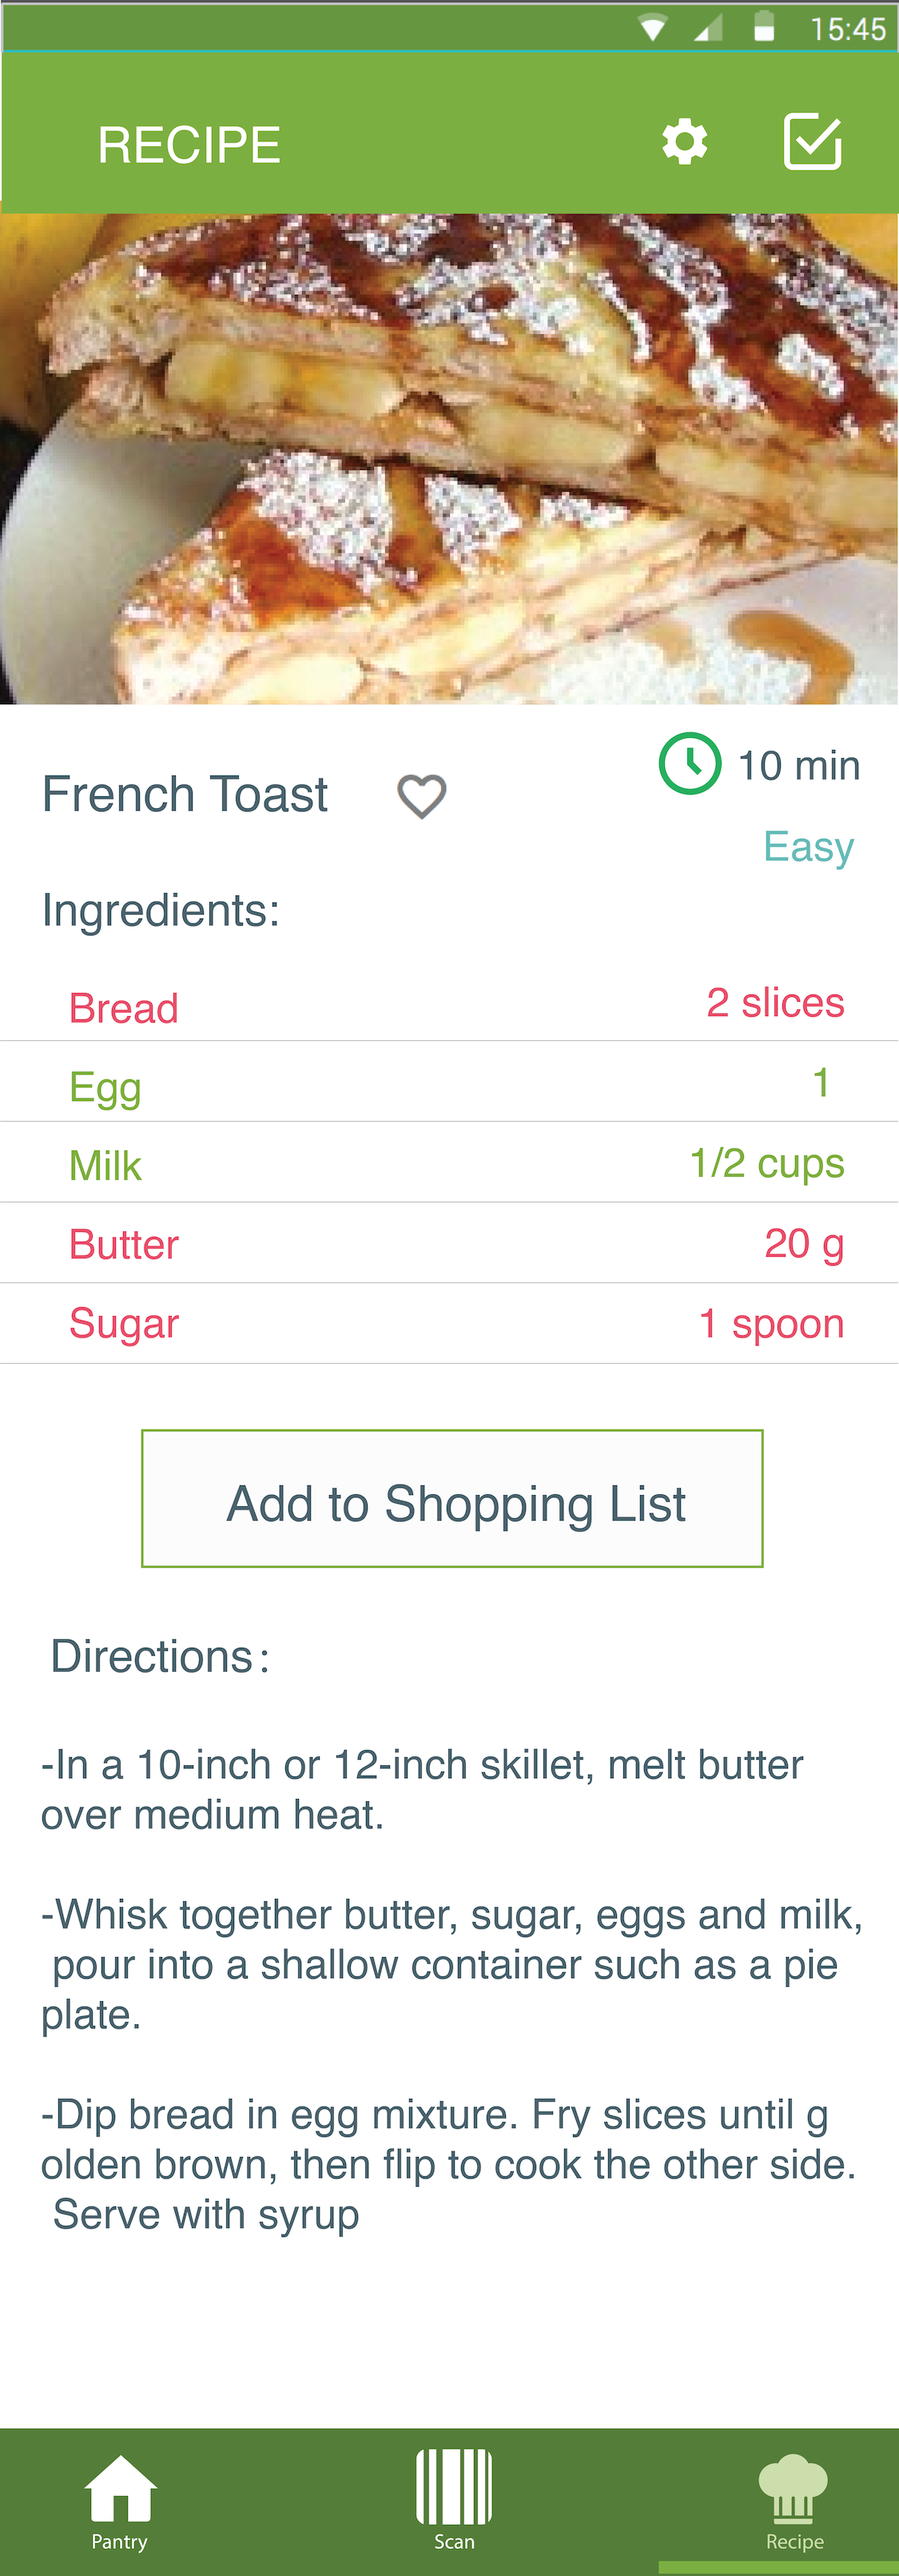 15:45
RECIPE
French Toast
10 min
Easy
Ingredients:
Bread 2 slices
Egg 1
Milk 1/2 cups
Butter 20 g
Sugar 1 spoon
Add to Shopping List
Directions:
-In a 10-inch or 12-inch skillet, melt butter
over medium heat.
-Whisk together butter, sugar, eggs and milk,
pour into a shallow container such as a pie
plate.
-Dip bread in egg mixture. Fry slices until g
olden brown, then flip to cook the other side.
Serve with syrup
Pantry Scan Recipe